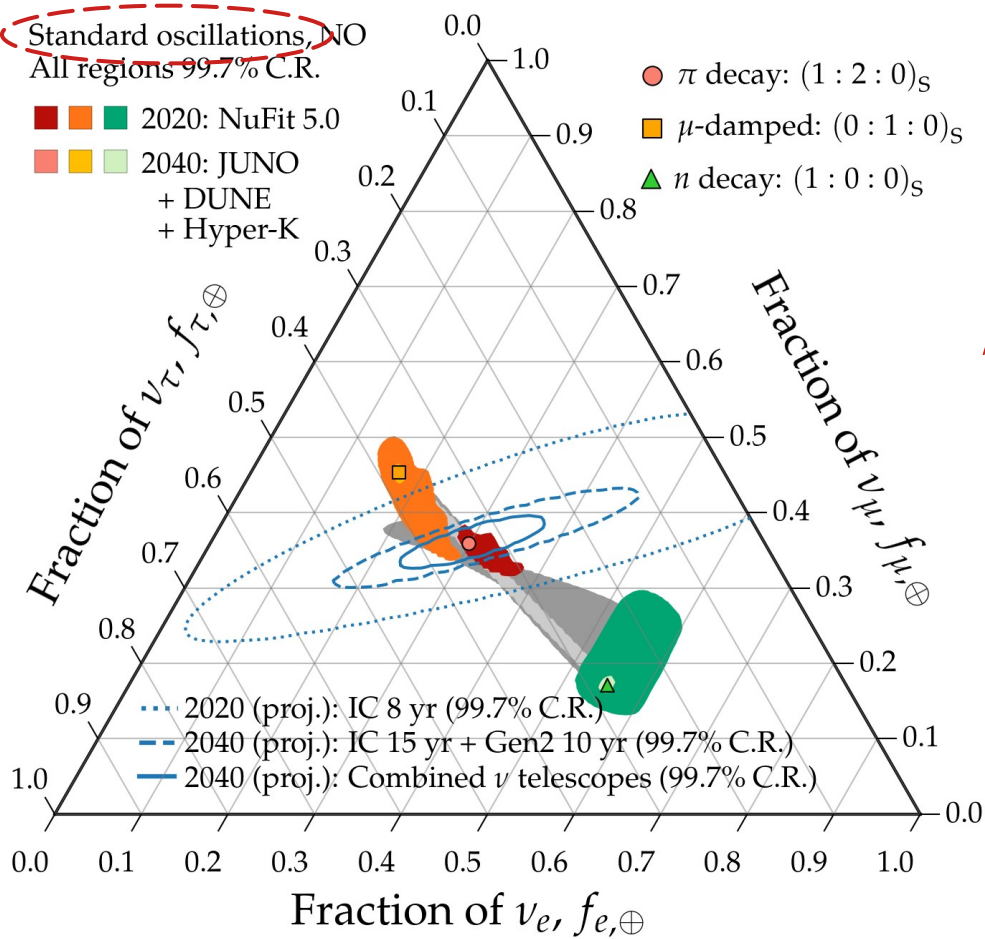 Standard oscillations, NO
All regions 99.7% C.R.
2020: NuFit 5.0
2040: JUNO
+ DUNE
+ Hyper-K
π decay: (1 : 2 : 0)S
μ-damped: (0 : 1 : 0)S
n decay: (1 : 0 : 0)S
Fraction of ντ, fτ,⊕
0.0
0.1
0.2
0.3
0.4
0.5
0.6
0.7
0.8
0.9
1.0
Fraction of νμ, fμ,⊕
1.0
0.9
0.8
0.7
0.6
0.5
0.4
0.3
0.2
0.1
0.0
2020 (proj.): IC 8 yr (99.7% C.R.)
2040 (proj.): IC 15 yr + Gen2 10 yr (99.7% C.R.)
2040 (proj.): Combined ν telescopes (99.7% C.R.)
0.0 0.1 0.2 0.3 0.4 0.5 0.6 0.7 0.8 0.9 1.0
Fraction of νe, fe,⊕